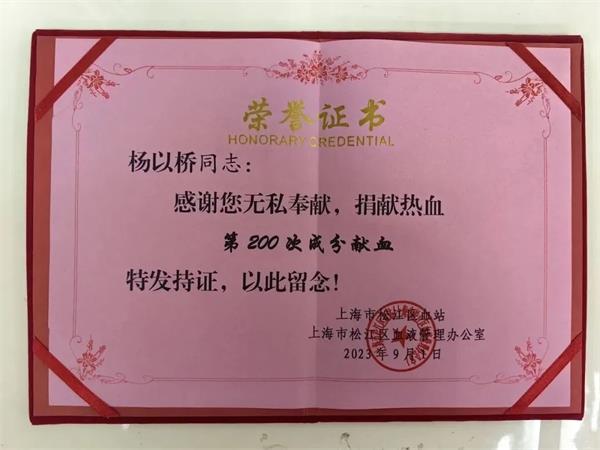 荣誉证书
HONORARY CREDENTIAL
杨以桥同志：
感谢您无私奉献，捐献热血
第200次成分献血
特发持证，以此留念！
上海市松江区血站
上海市松江区血液管理办公室
2023年9月1日